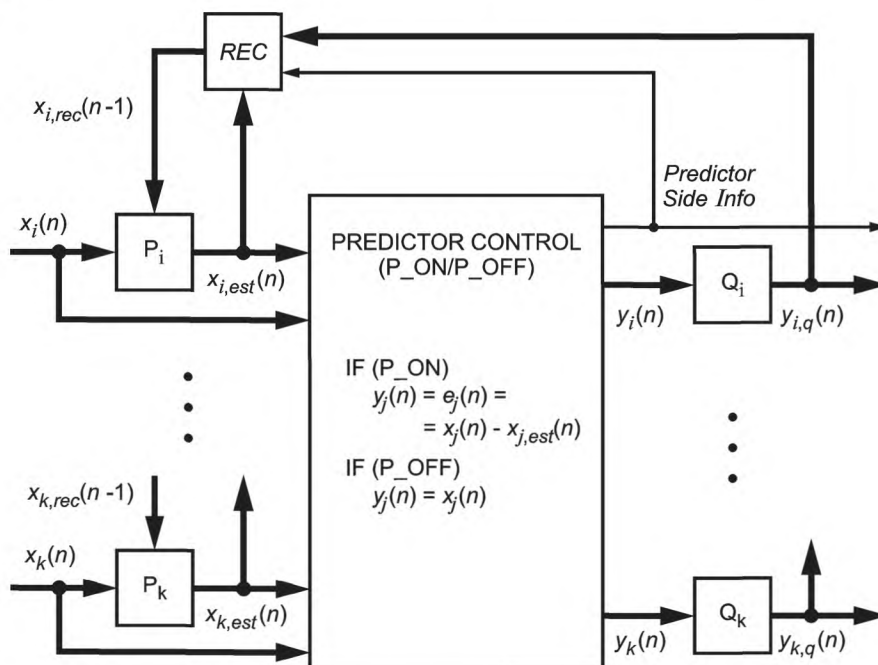 REC
x_{i,rec}(n-1)
Predictor
Side Info
x_i(n)
P_i
x_{i,est}(n)
PREDICTOR CONTROL
(P_ON/P_OFF)
y_i(n)
Q_i
y_{i,q}(n)
IF (P_ON)
y_j(n) = e_j(n) =
= x_j(n) - x_{j,est}(n)
IF (P_OFF)
y_j(n) = x_j(n)
x_{k,rec}(n-1)
x_k(n)
P_k
x_{k,est}(n)
y_k(n)
Q_k
y_{k,q}(n)